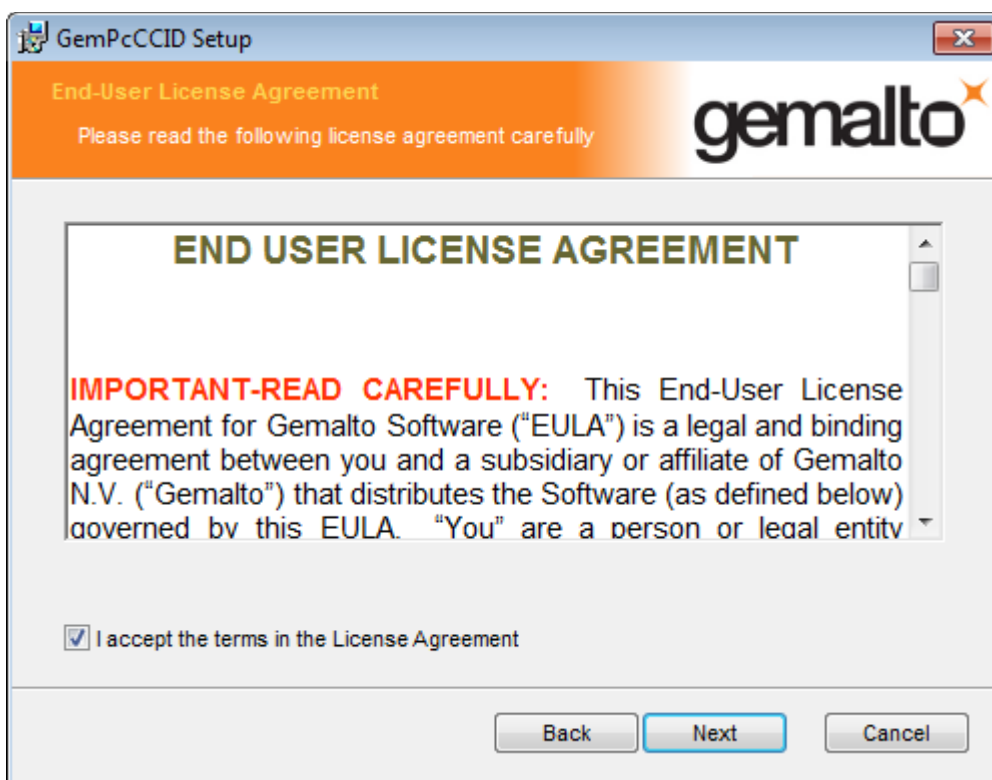 GemPcCCID Setup
End-User License Agreement
Please read the following license agreement carefully
gemalto
END USER LICENSE AGREEMENT
IMPORTANT-READ CAREFULLY: This End-User License
Agreement for Gemalto Software (“EULA”) is a legal and binding
agreement between you and a subsidiary or affiliate of Gemalto
N.V. (“Gemalto”) that distributes the Software (as defined below)
governed by this EULA. “You” are a person or legal entity
I accept the terms in the License Agreement
Back
Next
Cancel